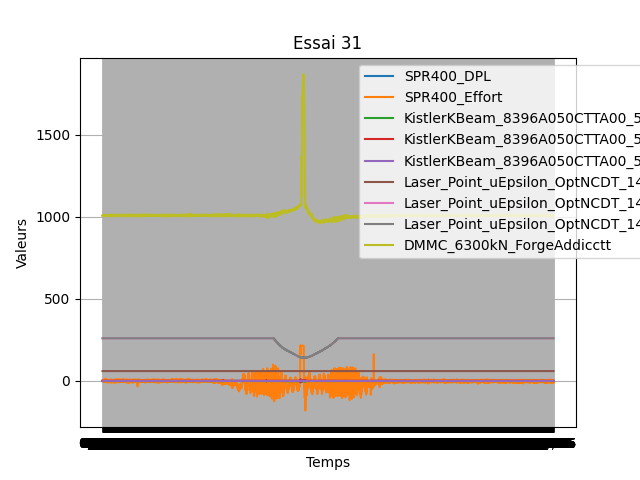 Essai 31
SPR400_DPL
SPR400_Effort
KistlerKBeam_8396A050CTTA00_5
KistlerKBeam_8396A050CTTA00_5
KistlerKBeam_8396A050CTTA00_5
Laser_Point_uEpsilon_OptNCDT_14
Laser_Point_uEpsilon_OptNCDT_14
Laser_Point_uEpsilon_OptNCDT_14
DMMC_6300kN_ForgeAddicctt
1500
1000
500
0
Valeurs
Temps